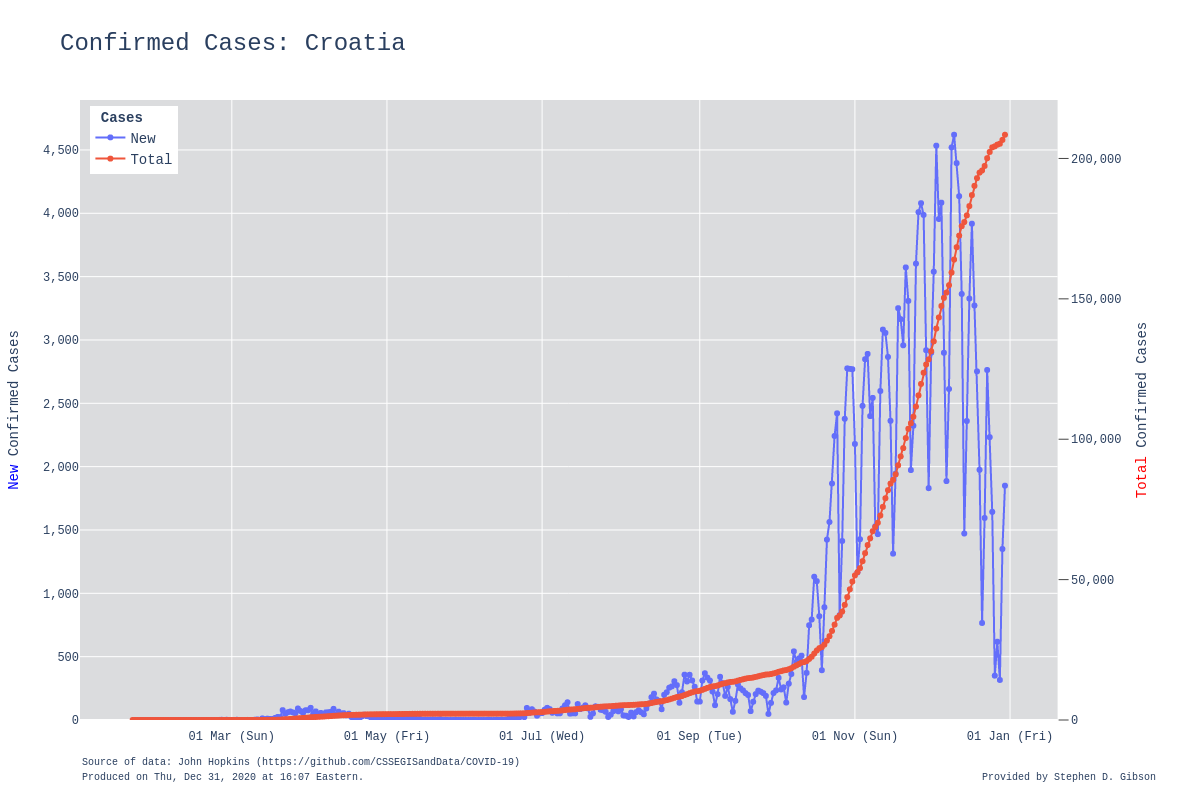 Confirmed Cases: Croatia
Cases
New
Total
4,500
4,000
3,500
3,000
2,500
2,000
1,500
1,000
500
0
New Confirmed Cases
200,000
150,000
100,000
50,000
0
Total Confirmed Cases
01 Mar (Sun)
01 May (Fri)
01 Jul (Wed)
01 Sep (Tue)
01 Nov (Sun)
01 Jan (Fri)
Source of data: John Hopkins (https://github.com/CSSEGISandData/COVID-19)
Produced on Thu, Dec 31, 2020 at 16:07 Eastern.
Provided by Stephen D. Gibson